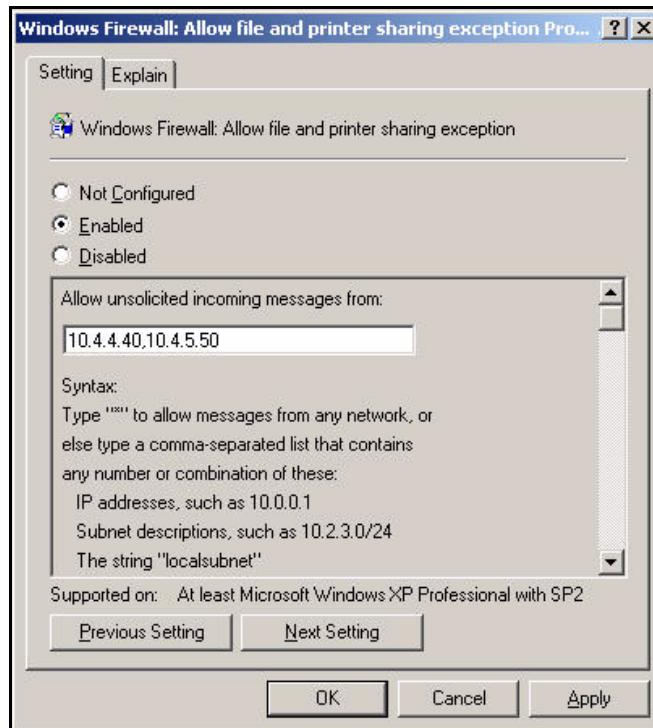 Windows Firewall: Allow file and printer sharing exception Pro...
Setting
Explain
Windows Firewall: Allow file and printer sharing exception
Not Configured
Enabled
Disabled
Allow unsolicited incoming messages from:
10.4.4.40,10.4.5.50
Syntax:
Type "*" to allow messages from any network, or
else type a comma-separated list that contains
any number or combination of these:
IP addresses, such as 10.0.0.1
Subnet descriptions, such as 10.2.3.0/24
The string "localsubnet"
Supported on: At least Microsoft Windows XP Professional with SP2
Previous Setting
Next Setting
OK
Cancel
Apply